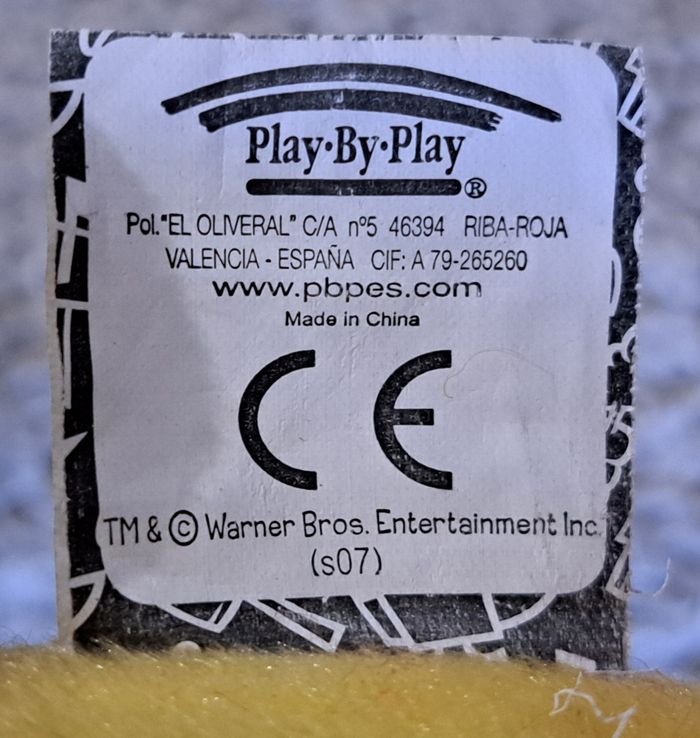 Play·By·Play®
Pol."EL OLIVERAL" C/A nº5 46394 RIBA-ROJA
VALENCIA - ESPAÑA CIF: A 79-265260
www.pbpes.com
Made in China
CE
TM & © Warner Bros. Entertainment Inc.
(s07)